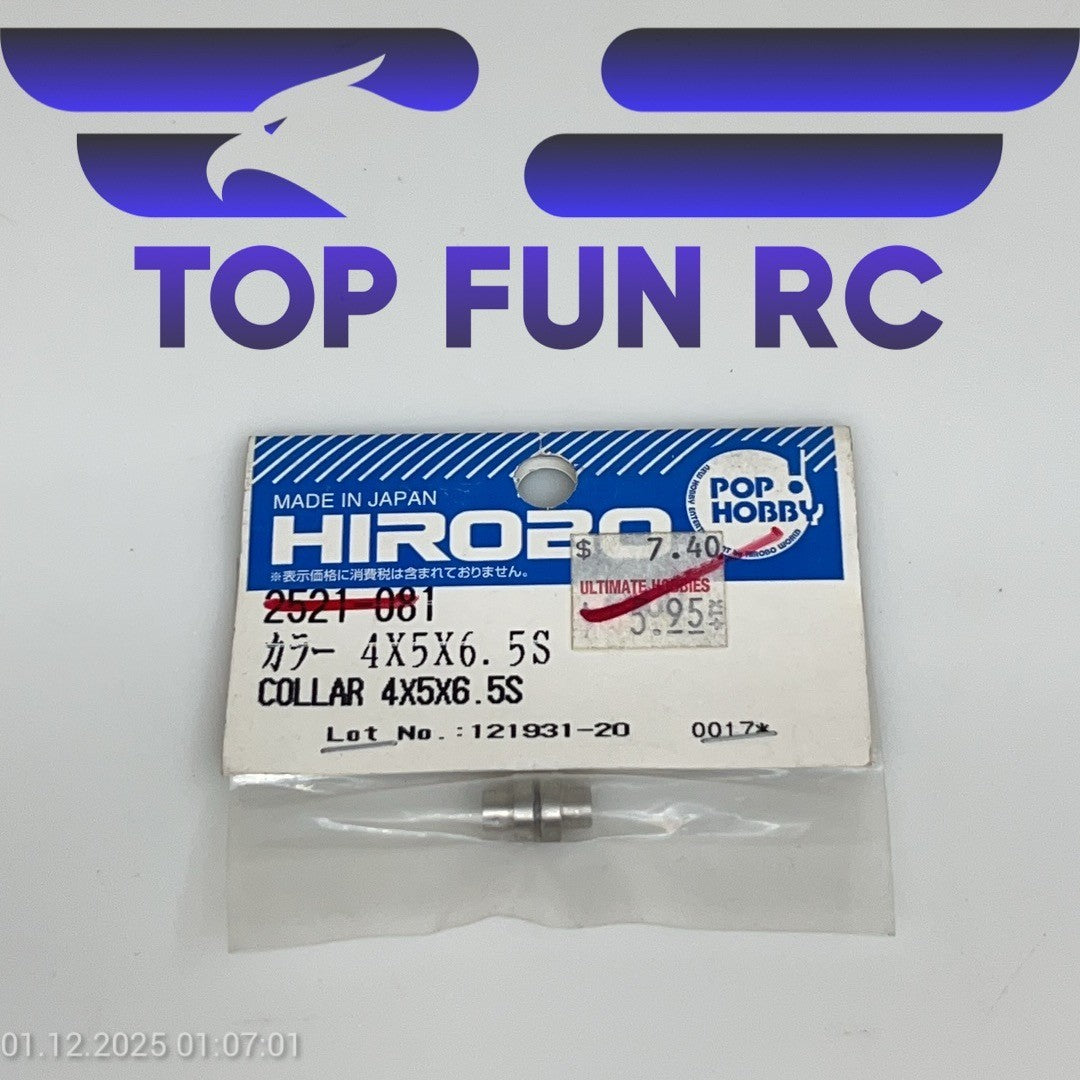 TOP FUN RC
MADE IN JAPAN
HIROBO
POP
HOBBY
※表示価格に消費税は含まれておりません。
$ 7.40
ULTIMATE HOBBIES
5.95
2521-081
カラー 4X5X6.5S
COLLAR 4X5X6.5S
Lot No.:121931-20 0017*
01.12.2025 01:07:01